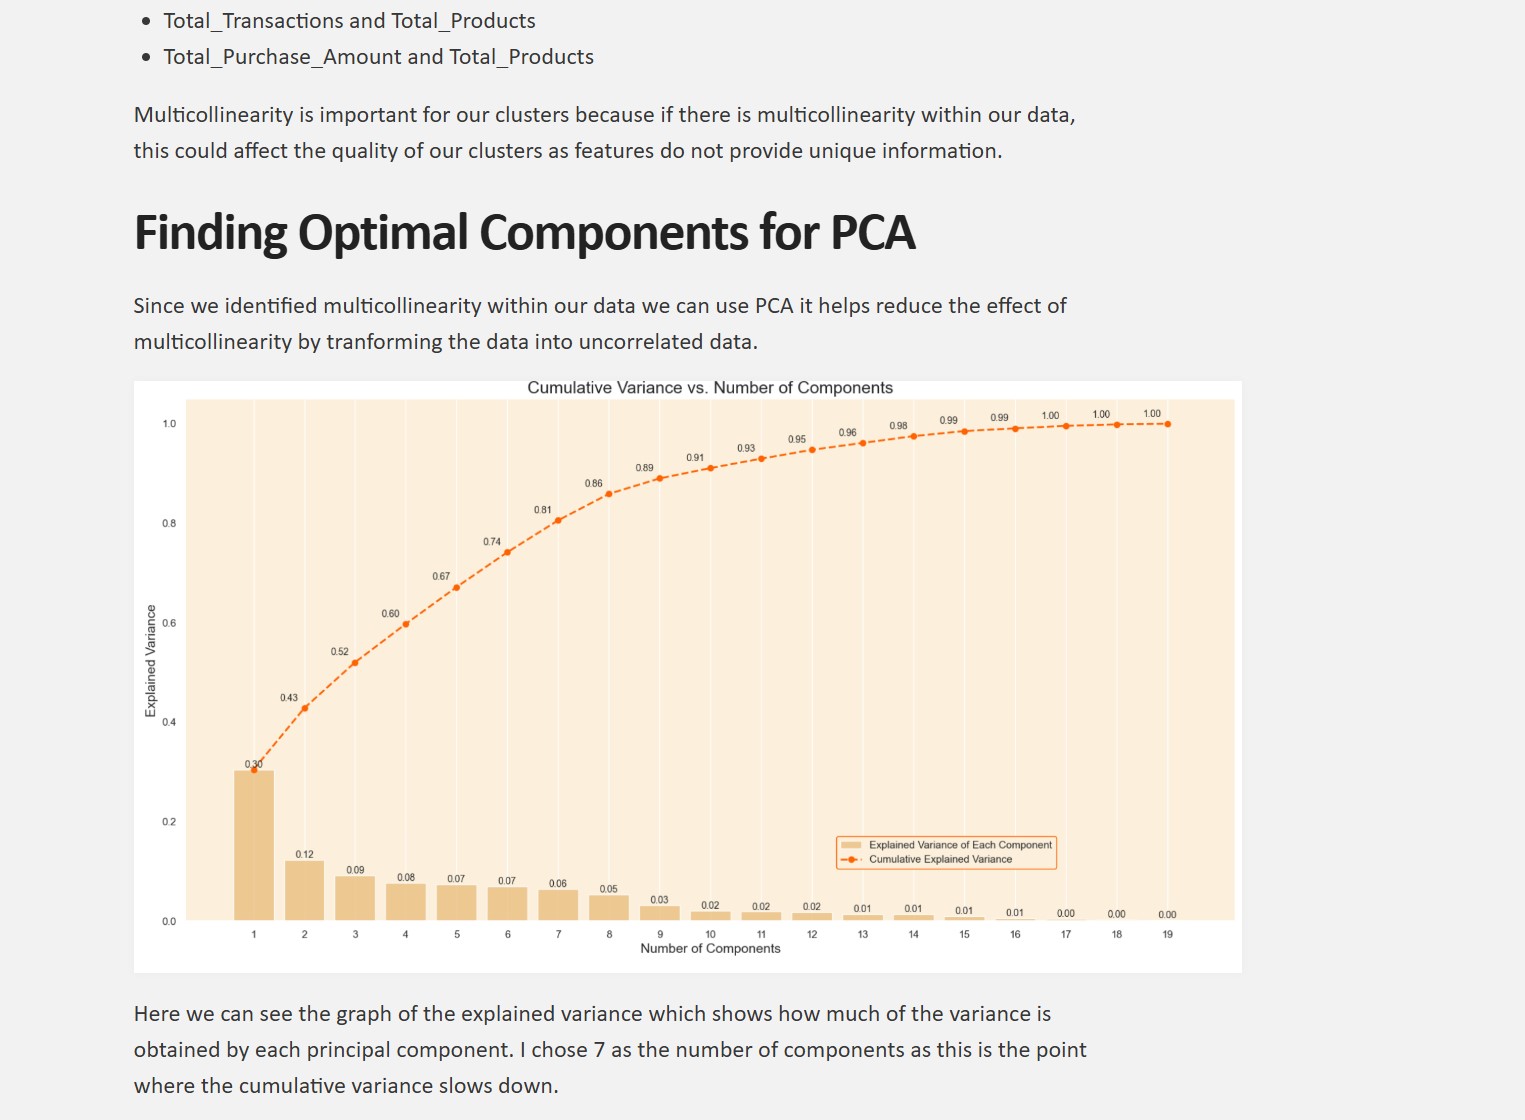 Total_Transactions and Total_Products
Total_Purchase_Amount and Total_Products
Multicollinearity is important for our clusters because if there is multicollinearity within our data,
this could affect the quality of our clusters as features do not provide unique information.
Finding Optimal Components for PCA
Since we identified multicollinearity within our data we can use PCA it helps reduce the effect of
multicollinearity by tranforming the data into uncorrelated data.
Cumulative Variance vs. Number of Components
Explained Variance
1.0
0.8
0.6
0.4
0.2
0.0
0.30
0.43
0.52
0.60
0.67
0.74
0.81
0.86
0.89
0.91
0.93
0.95
0.96
0.98
0.99
0.99
1.00
1.00
1.00
0.12
0.09
0.08
0.07
0.07
0.06
0.05
0.03
0.02
0.02
0.02
0.01
0.01
0.01
0.01
0.00
0.00
0.00
Explained Variance of Each Component
Cumulative Explained Variance
1 2 3 4 5 6 7 8 9 10 11 12 13 14 15 16 17 18 19
Number of Components
Here we can see the graph of the explained variance which shows how much of the variance is
obtained by each principal component. I chose 7 as the number of components as this is the point
where the cumulative variance slows down.